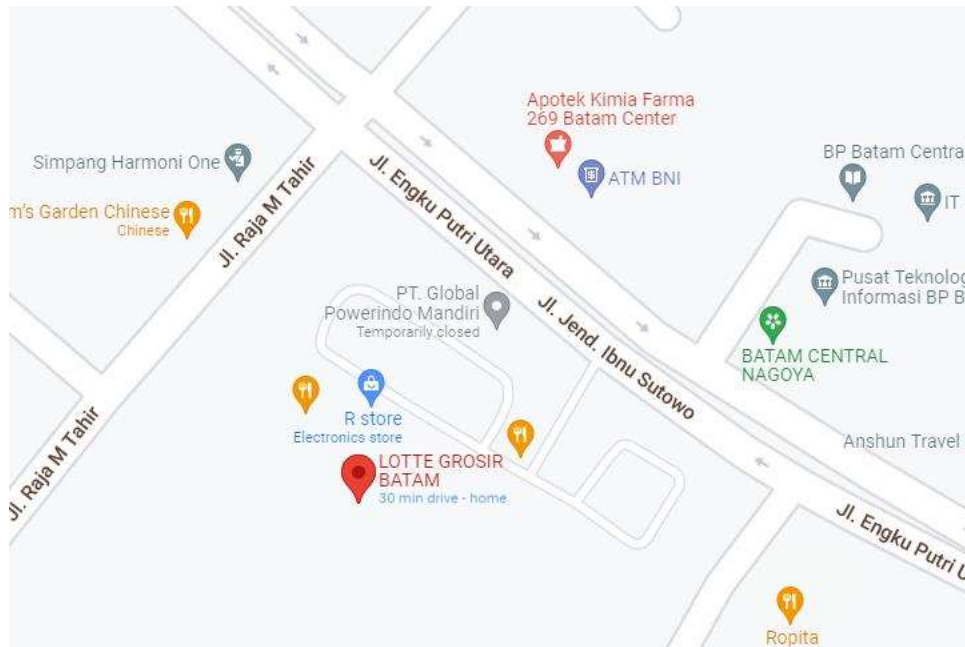 Apotek Kimia Farma
269 Batam Center
Simpang Harmoni One
ATM BNI
BP Batam Centra
IT
m's Garden Chinese
Chinese
Jl. Raja M Tahir
Jl. Engku Putri Utara
PT. Global
Powerindo Mandiri
Temporarily closed
Pusat Teknolog
Informasi BP B
Jl. Jend. Ibnu Sutowo
BATAM CENTRAL
NAGOYA
R store
Electronics store
Jl. Raja M Tahir
Anshun Travel
LOTTE GROSIR
BATAM
30 min drive - home
Jl. Engku Putri U
Ropita